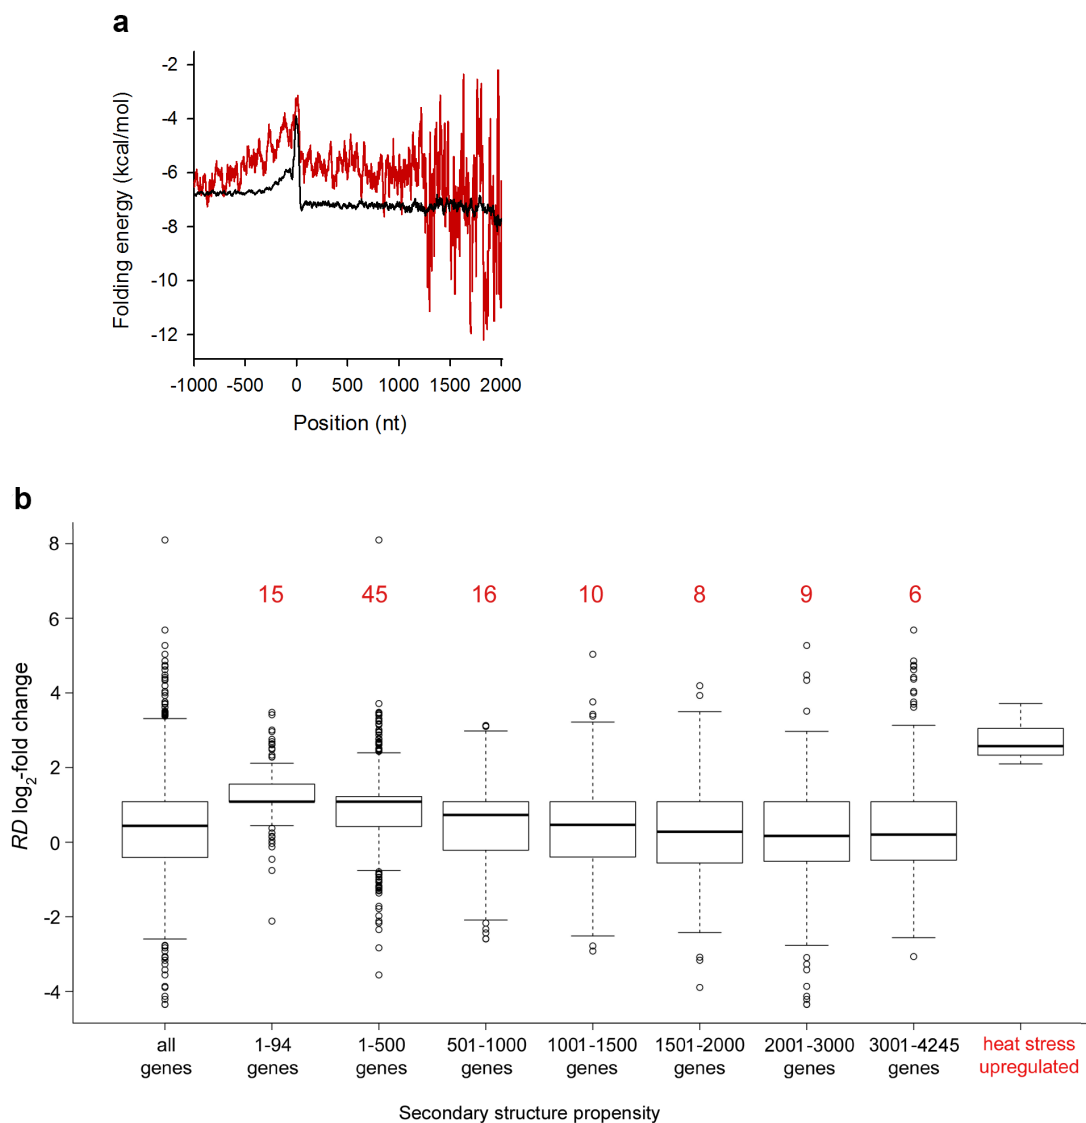 a
Folding energy (kcal/mol)
-2
-4
-6
-8
-10
-12
-1000 -500 0 500 1000 1500 2000
Position (nt)
b
RD log2-fold change
8
6
4
2
0
-2
-4
15 45 16 10 8 9 6
all 1-94 1-500 501-1000 1001-1500 1501-2000 2001-3000 3001-4245 heat stress
genes genes genes genes genes genes genes genes upregulated
Secondary structure propensity